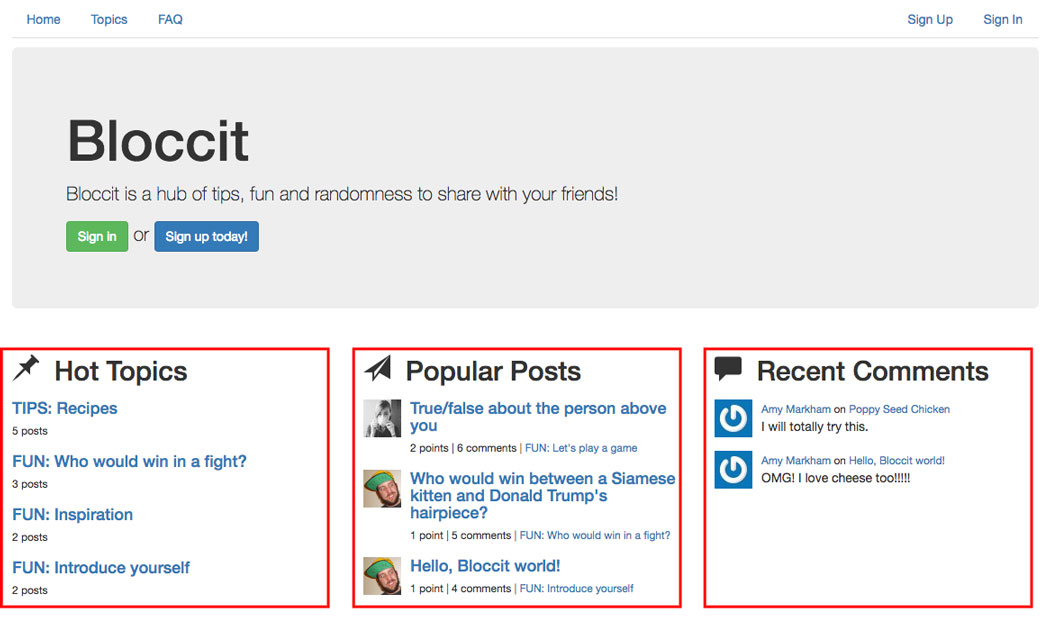 Home Topics FAQ Sign Up Sign In
Bloccit
Bloccit is a hub of tips, fun and randomness to share with your friends!
Sign in or Sign up today!
Hot Topics
TIPS: Recipes
5 posts
FUN: Who would win in a fight?
3 posts
FUN: Inspiration
2 posts
FUN: Introduce yourself
2 posts
Popular Posts
True/false about the person above
you
2 points | 6 comments | FUN: Let's play a game
Who would win between a Siamese
kitten and Donald Trump's
hairpiece?
1 point | 5 comments | FUN: Who would win in a fight?
Hello, Bloccit world!
1 point | 4 comments | FUN: Introduce yourself
Recent Comments
Amy Markham on Poppy Seed Chicken
I will totally try this.
Amy Markham on Hello, Bloccit world!
OMG! I love cheese too!!!!!